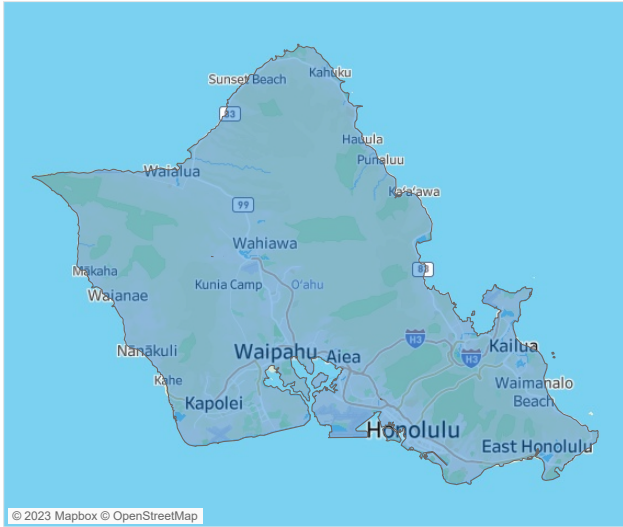 Kahuku
Sunset Beach
83
Hauula
Punaluu
Waialua
Ka‘a‘awa
99
Wahiawa
83
Mākaha
Kunia Camp
O‘ahu
Waianae
H3
Kailua
Nānākuli
Waipahu
Aiea
H3
Kahe
Waimanalo
Beach
Kapolei
Honolulu
East Honolulu
© 2023 Mapbox © OpenStreetMap